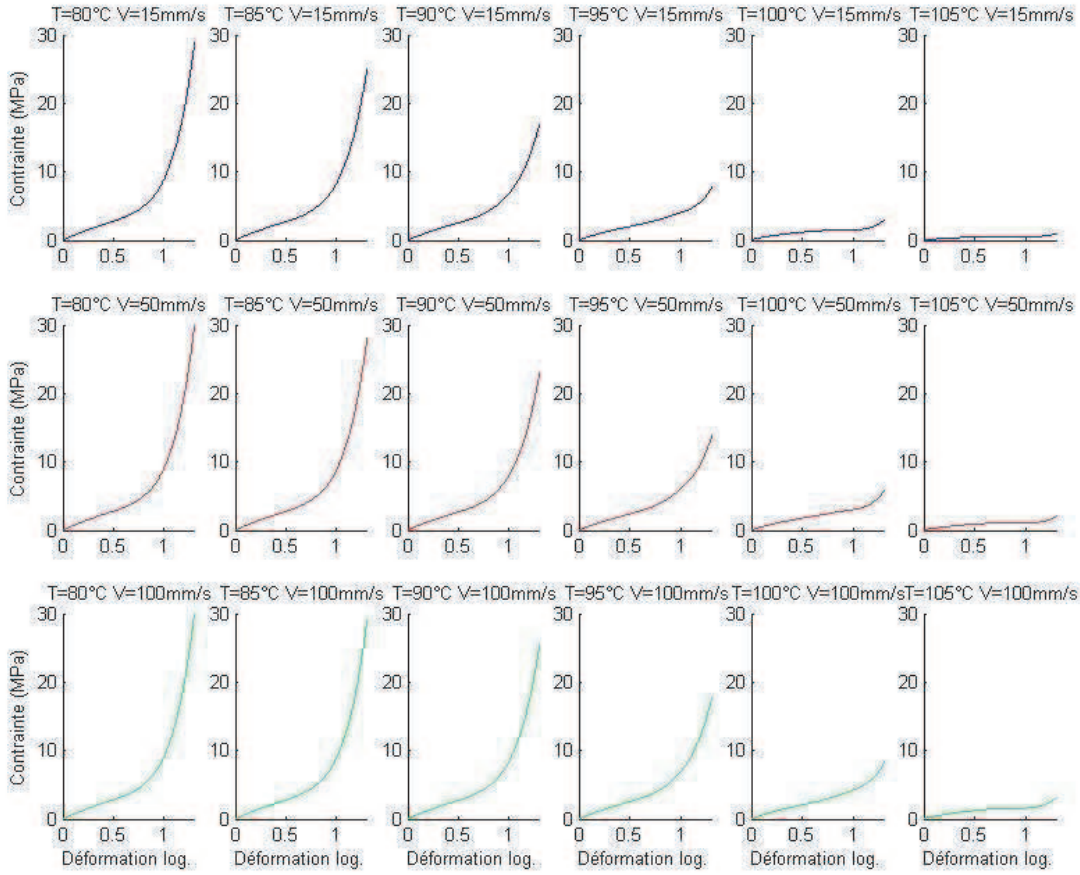 T=80°C V=15mm/s T=85°C V=15mm/s T=90°C V=15mm/s T=95°C V=15mm/s T=100°C V=15mm/s T=105°C V=15mm/s
Contrainte (MPa)
30 30 30 30 30 30
20 20 20 20 20 20
10 10 10 10 10 10
0 0 0 0 0 0
0 0.5 1 0 0.5 1 0 0.5 1 0 0.5 1 0 0.5 1 0 0.5 1
T=80°C V=50mm/s T=85°C V=50mm/s T=90°C V=50mm/s T=95°C V=50mm/s T=100°C V=50mm/s T=105°C V=50mm/s
Contrainte (MPa)
30 30 30 30 30 30
20 20 20 20 20 20
10 10 10 10 10 10
0 0 0 0 0 0
0 0.5 1 0 0.5 1 0 0.5 1 0 0.5 1 0 0.5 1 0 0.5 1
T=80°C V=100mm/s T=85°C V=100mm/s T=90°C V=100mm/s T=95°C V=100mm/s T=100°C V=100mm/s T=105°C V=100mm/s
Contrainte (MPa)
30 30 30 30 30 30
20 20 20 20 20 20
10 10 10 10 10 10
0 0 0 0 0 0
0 0.5 1 0 0.5 1 0 0.5 1 0 0.5 1 0 0.5 1 0 0.5 1
Déformation log. Déformation log. Déformation log. Déformation log. Déformation log. Déformation log.